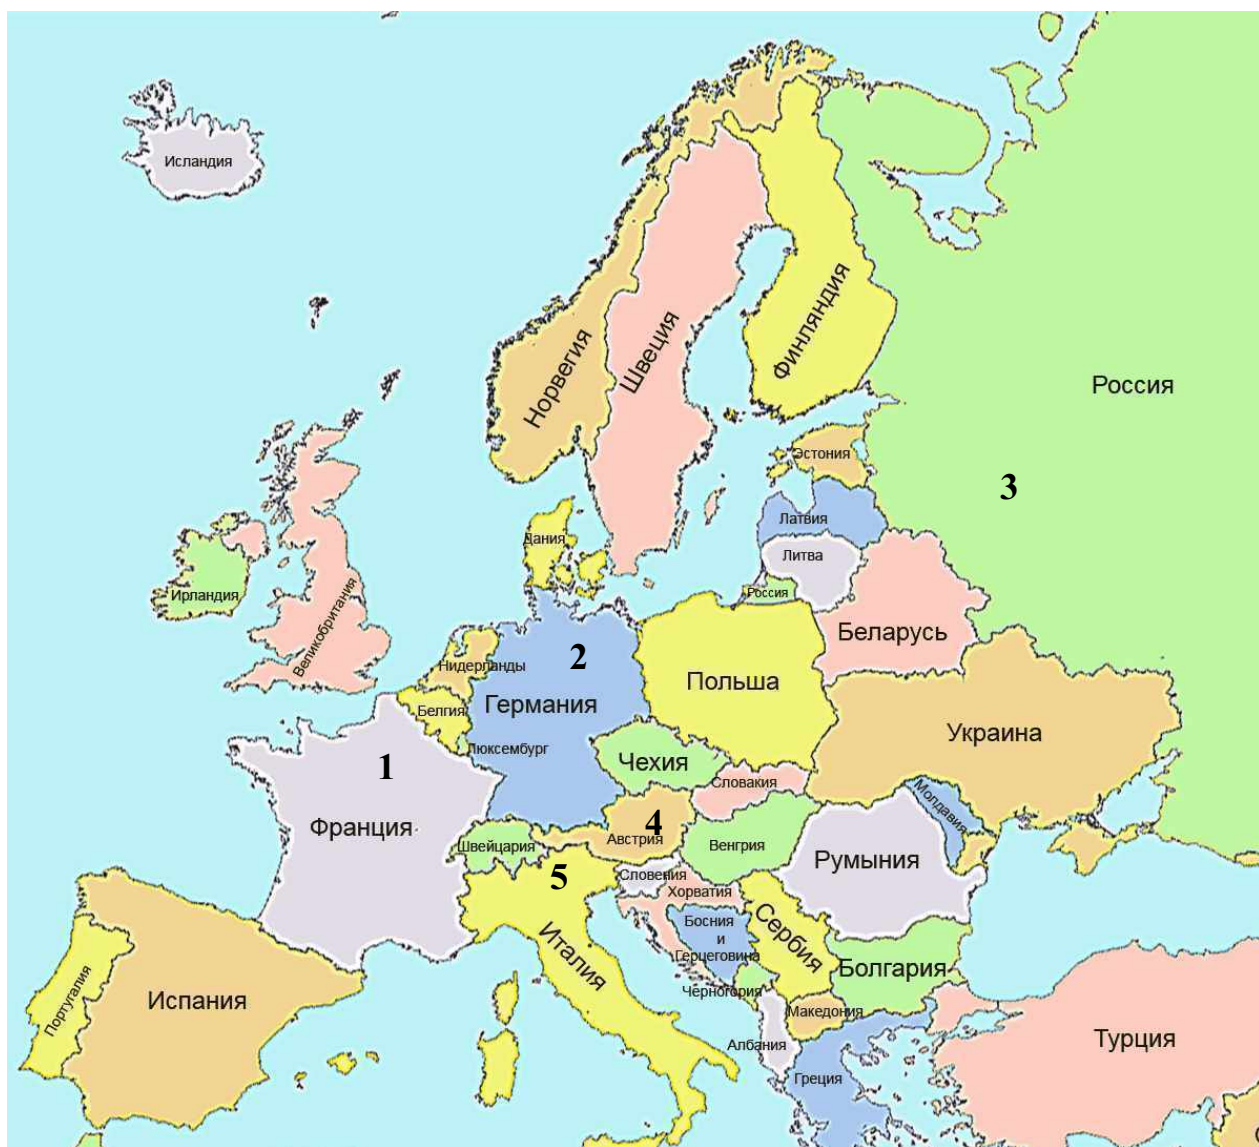 Исландия
Норвегия
Швеция
Финляндия
Россия
Эстония
3
Латвия
Дания
Литва
Россия
Ирландия
Великобритания
Беларусь
2
Нидерланды
Польша
Германия
Белгия
Украина
Люксембург
1
Чехия
Словакия
Молдавия
4
Франция
Австрия
Швейцария
Венгрия
Румыния
5
Словения
Хорватия
Сербия
Босния
и
Герцеговина
Италия
Болгария
Португалия
Испания
Черногория
Македония
Албания
Турция
Греция